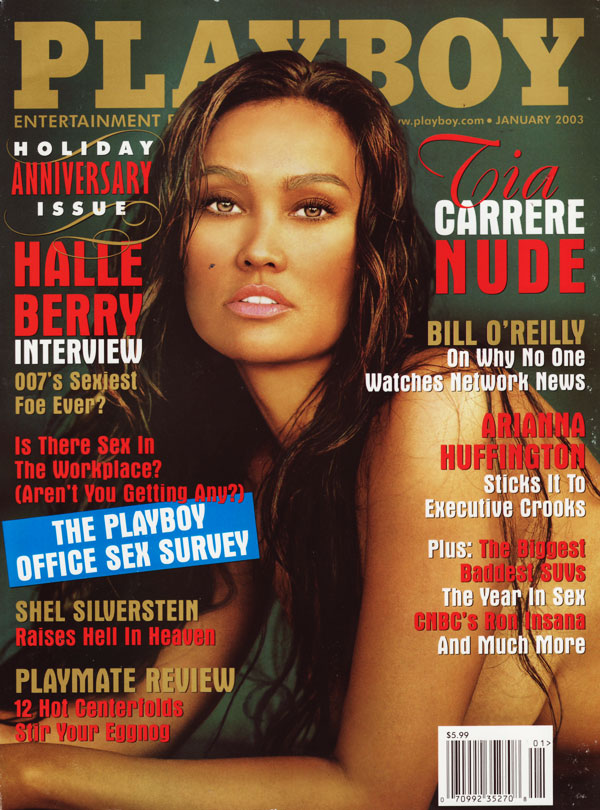 PLAYBOY
ENTERTAINMENT
www.playboy.com • JANUARY 2003
HOLIDAY
ANNIVERSARY
ISSUE
HALLE
BERRY
INTERVIEW
007's Sexiest
Foe Ever?
Is There Sex In
The Workplace?
(Aren't You Getting Any?)
THE PLAYBOY
OFFICE SEX SURVEY
SHEL SILVERSTEIN
Raises Hell In Heaven
PLAYMATE REVIEW
12 Hot Centerfolds
Stir Your Eggnog
Tia
CARRERE
NUDE
BILL O'REILLY
On Why No One
Watches Network News
ARIANNA
HUFFINGTON
Sticks It To
Executive Crooks
Plus: The Biggest
Baddest SUVs
The Year In Sex
CNBC's Ron Insana
And Much More
$5.99
01>
0 70992 35270 8